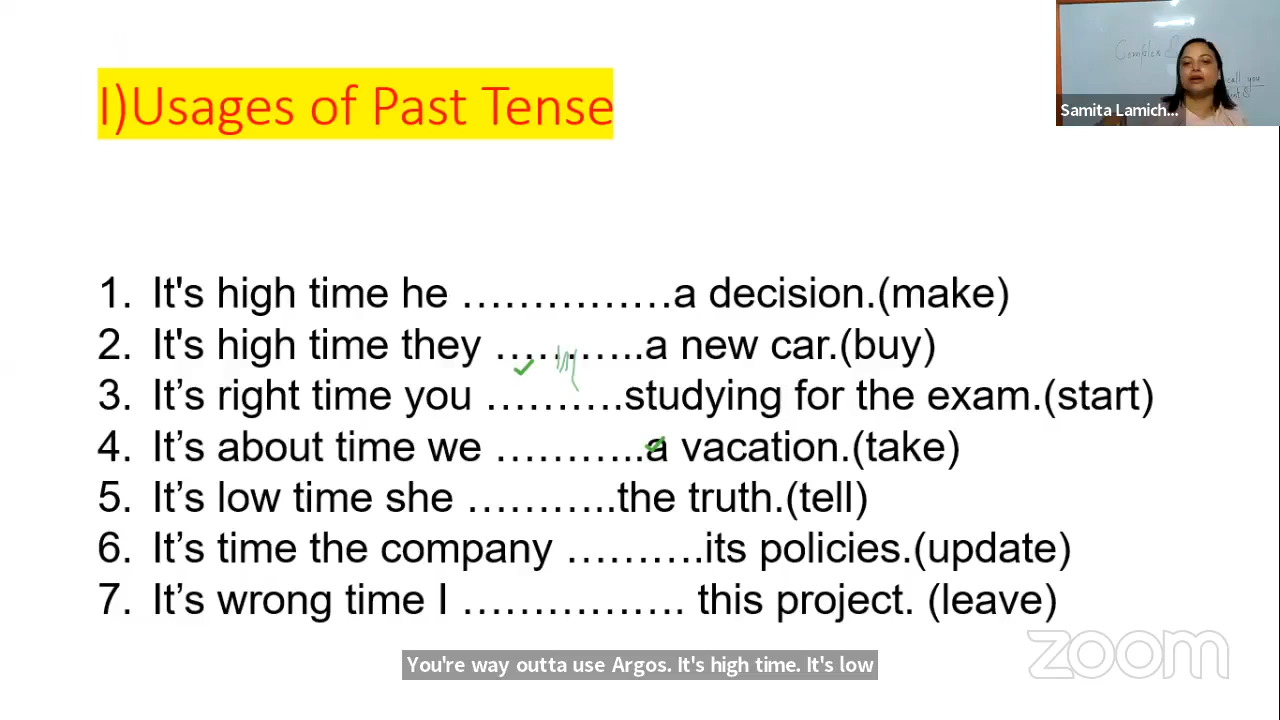 I)Usages of Past Tense
Samita Lamich...
1. It's high time he ……………a decision.(make)
2. It's high time they ………..a new car.(buy)
3. It’s right time you ……….studying for the exam.(start)
4. It’s about time we ………..a vacation.(take)
5. It’s low time she ………..the truth.(tell)
6. It’s time the company ……….its policies.(update)
7. It’s wrong time I ……………. this project. (leave)
You're way outta use Argos. It's high time. It's low
zoom